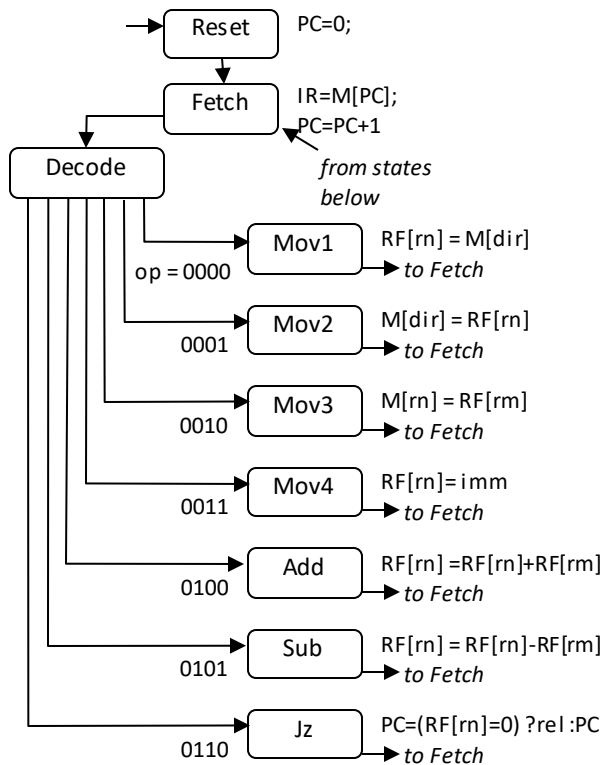 Reset PC=0;
Fetch IR=M[PC];
PC=PC+1
Decode from states
below
Mov1 RF[rn] = M[dir]
op = 0000 to Fetch
Mov2 M[dir] = RF[rn]
0001 to Fetch
Mov3 M[rn] = RF[rm]
0010 to Fetch
Mov4 RF[rn]= imm
0011 to Fetch
Add RF[rn] =RF[rn]+RF[rm]
0100 to Fetch
Sub RF[rn] = RF[rn]-RF[rm]
0101 to Fetch
Jz PC=(RF[rn]=0) ?rel :PC
0110 to Fetch